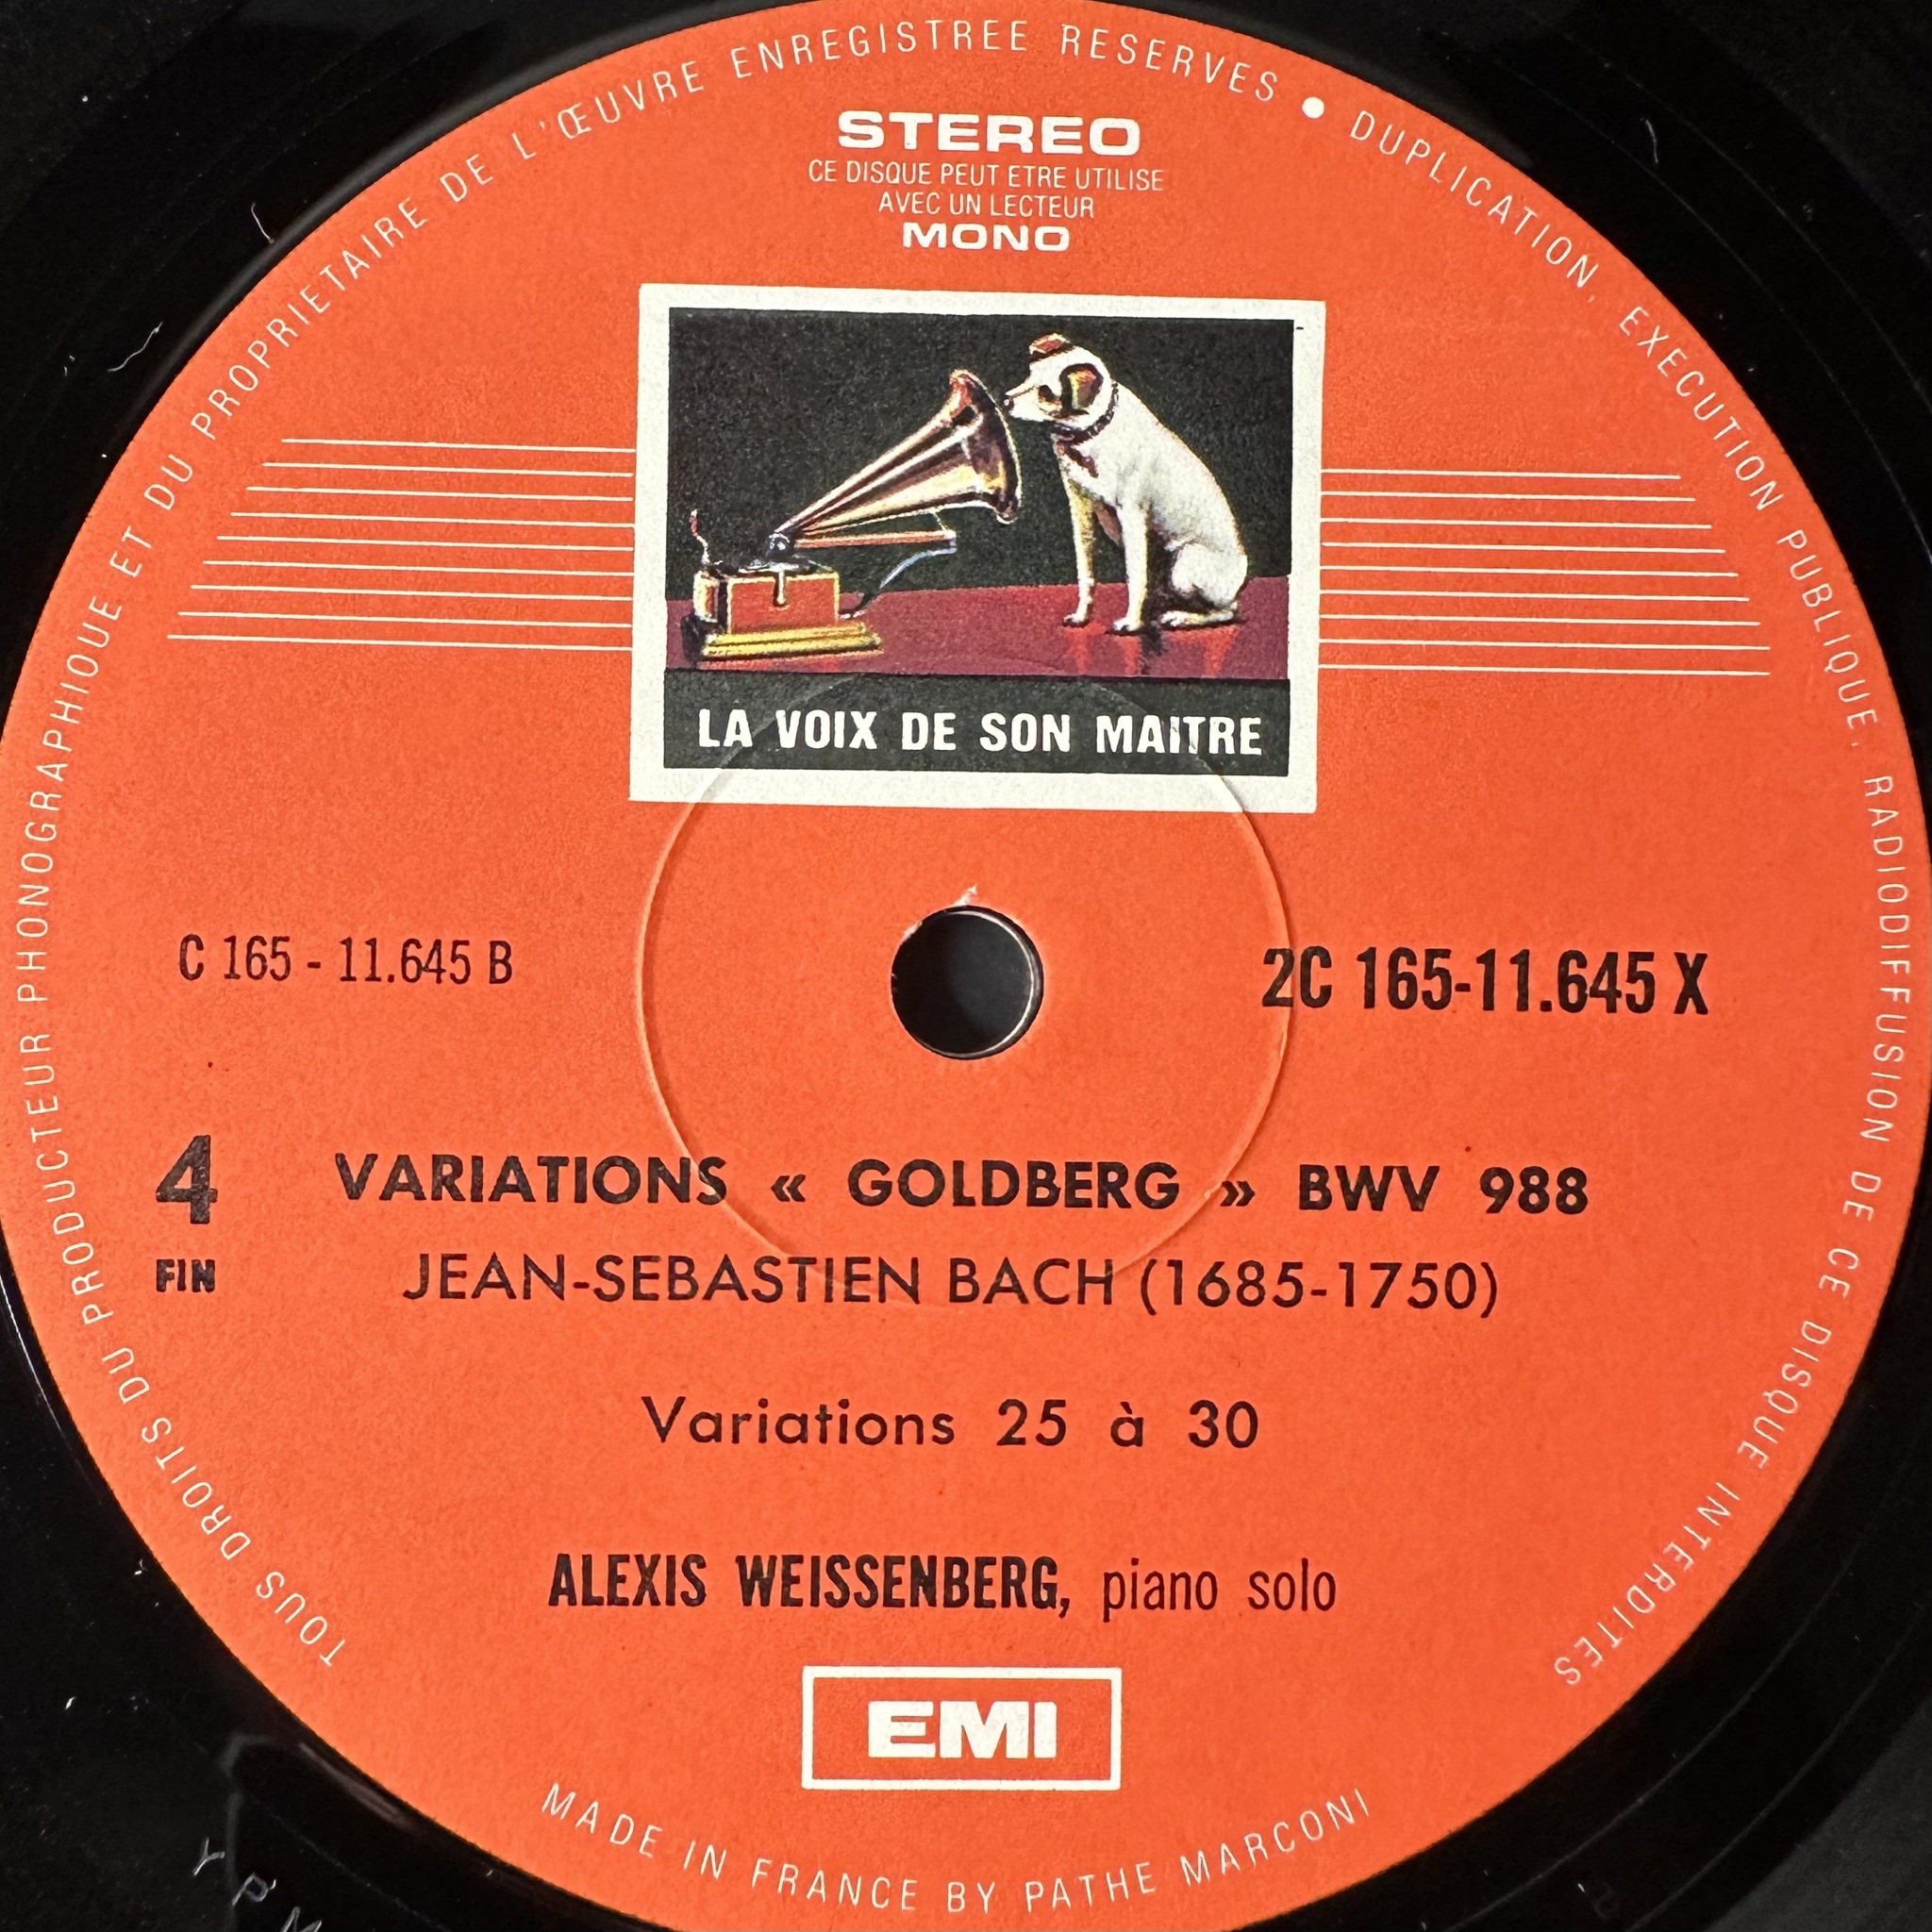 TOUS DROITS DU PRODUCTEUR PHONOGRAPHIQUE ET DU PROPRIETAIRE DE L'ŒUVRE ENREGISTREE RESERVES • DUPLICATION, EXECUTION PUBLIQUE, RADIODIFFUSION DE CE DISQUE INTERDITES
STEREO
CE DISQUE PEUT ETRE UTILISE
AVEC UN LECTEUR
MONO
LA VOIX DE SON MAITRE
C 165 - 11.645 B
2C 165-11.645 X
4
FIN
VARIATIONS « GOLDBERG » BWV 988
JEAN-SEBASTIEN BACH (1685-1750)
Variations 25 à 30
ALEXIS WEISSENBERG, piano solo
EMI
MADE IN FRANCE BY PATHE MARCONI